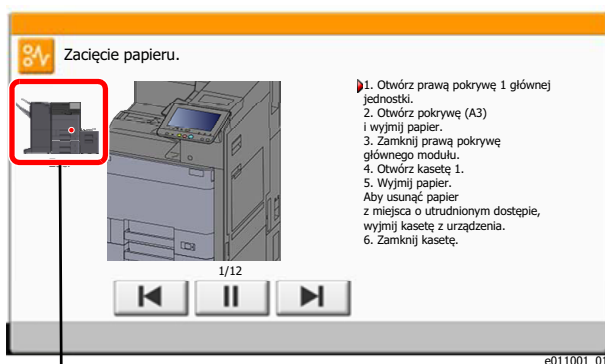 Zacięcie papieru.
1. Otwórz prawą pokrywę 1 głównej
jednostki.
2. Otwórz pokrywę (A3)
i wyjmij papier.
3. Zamknij prawą pokrywę
głównego modułu.
4. Otwórz kasetę 1.
5. Wyjmij papier.
Aby usunąć papier
z miejsca o utrudnionym dostępie,
wyjmij kasetę z urządzenia.
6. Zamknij kasetę.
1/12
e011001_01